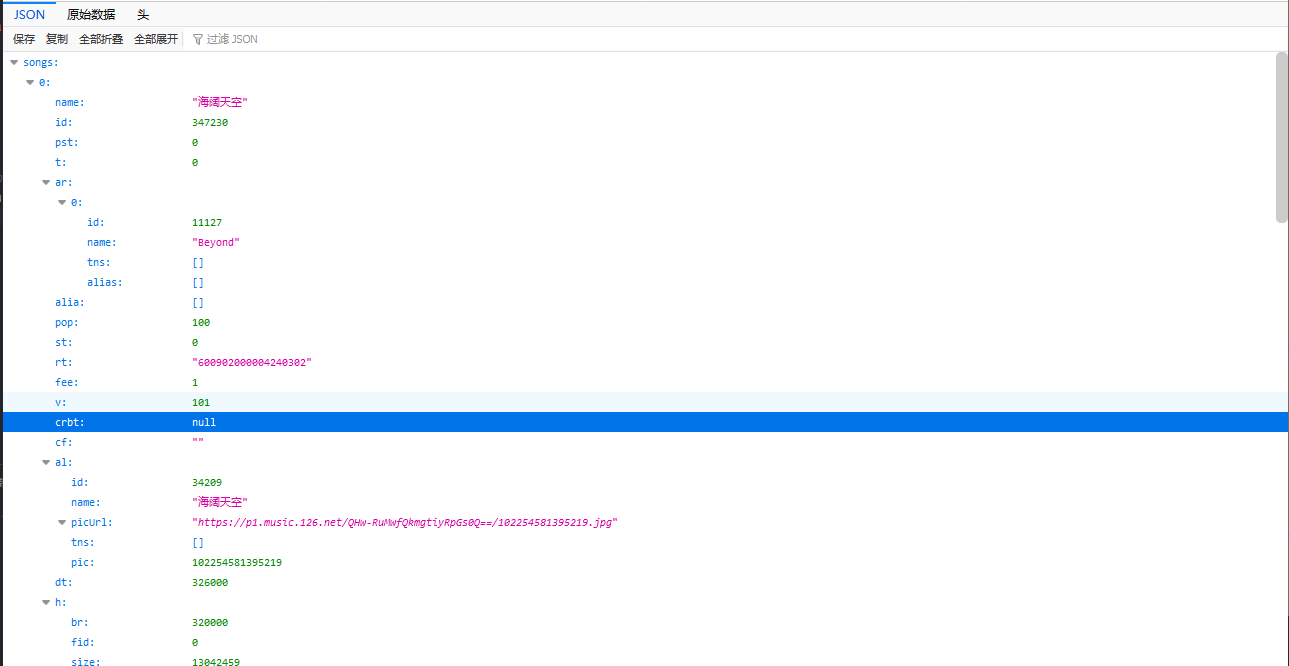 JSON 原始数据 头
保存 复制 全部折叠 全部展开 过滤 JSON
songs:
0:
name: "海阔天空"
id: 347230
pst: 0
t: 0
ar:
0:
id: 11127
name: "Beyond"
tns: []
alias: []
alia: []
pop: 100
st: 0
rt: "600902000004240302"
fee: 1
v: 101
crbt: null
cf: ""
al:
id: 34209
name: "海阔天空"
picUrl: "https://p1.music.126.net/QHw-RuMwfQkmgtiyRpGs0Q==/102254581395219.jpg"
tns: []
pic: 102254581395219
dt: 326000
h:
br: 320000
fid: 0
size: 13042459